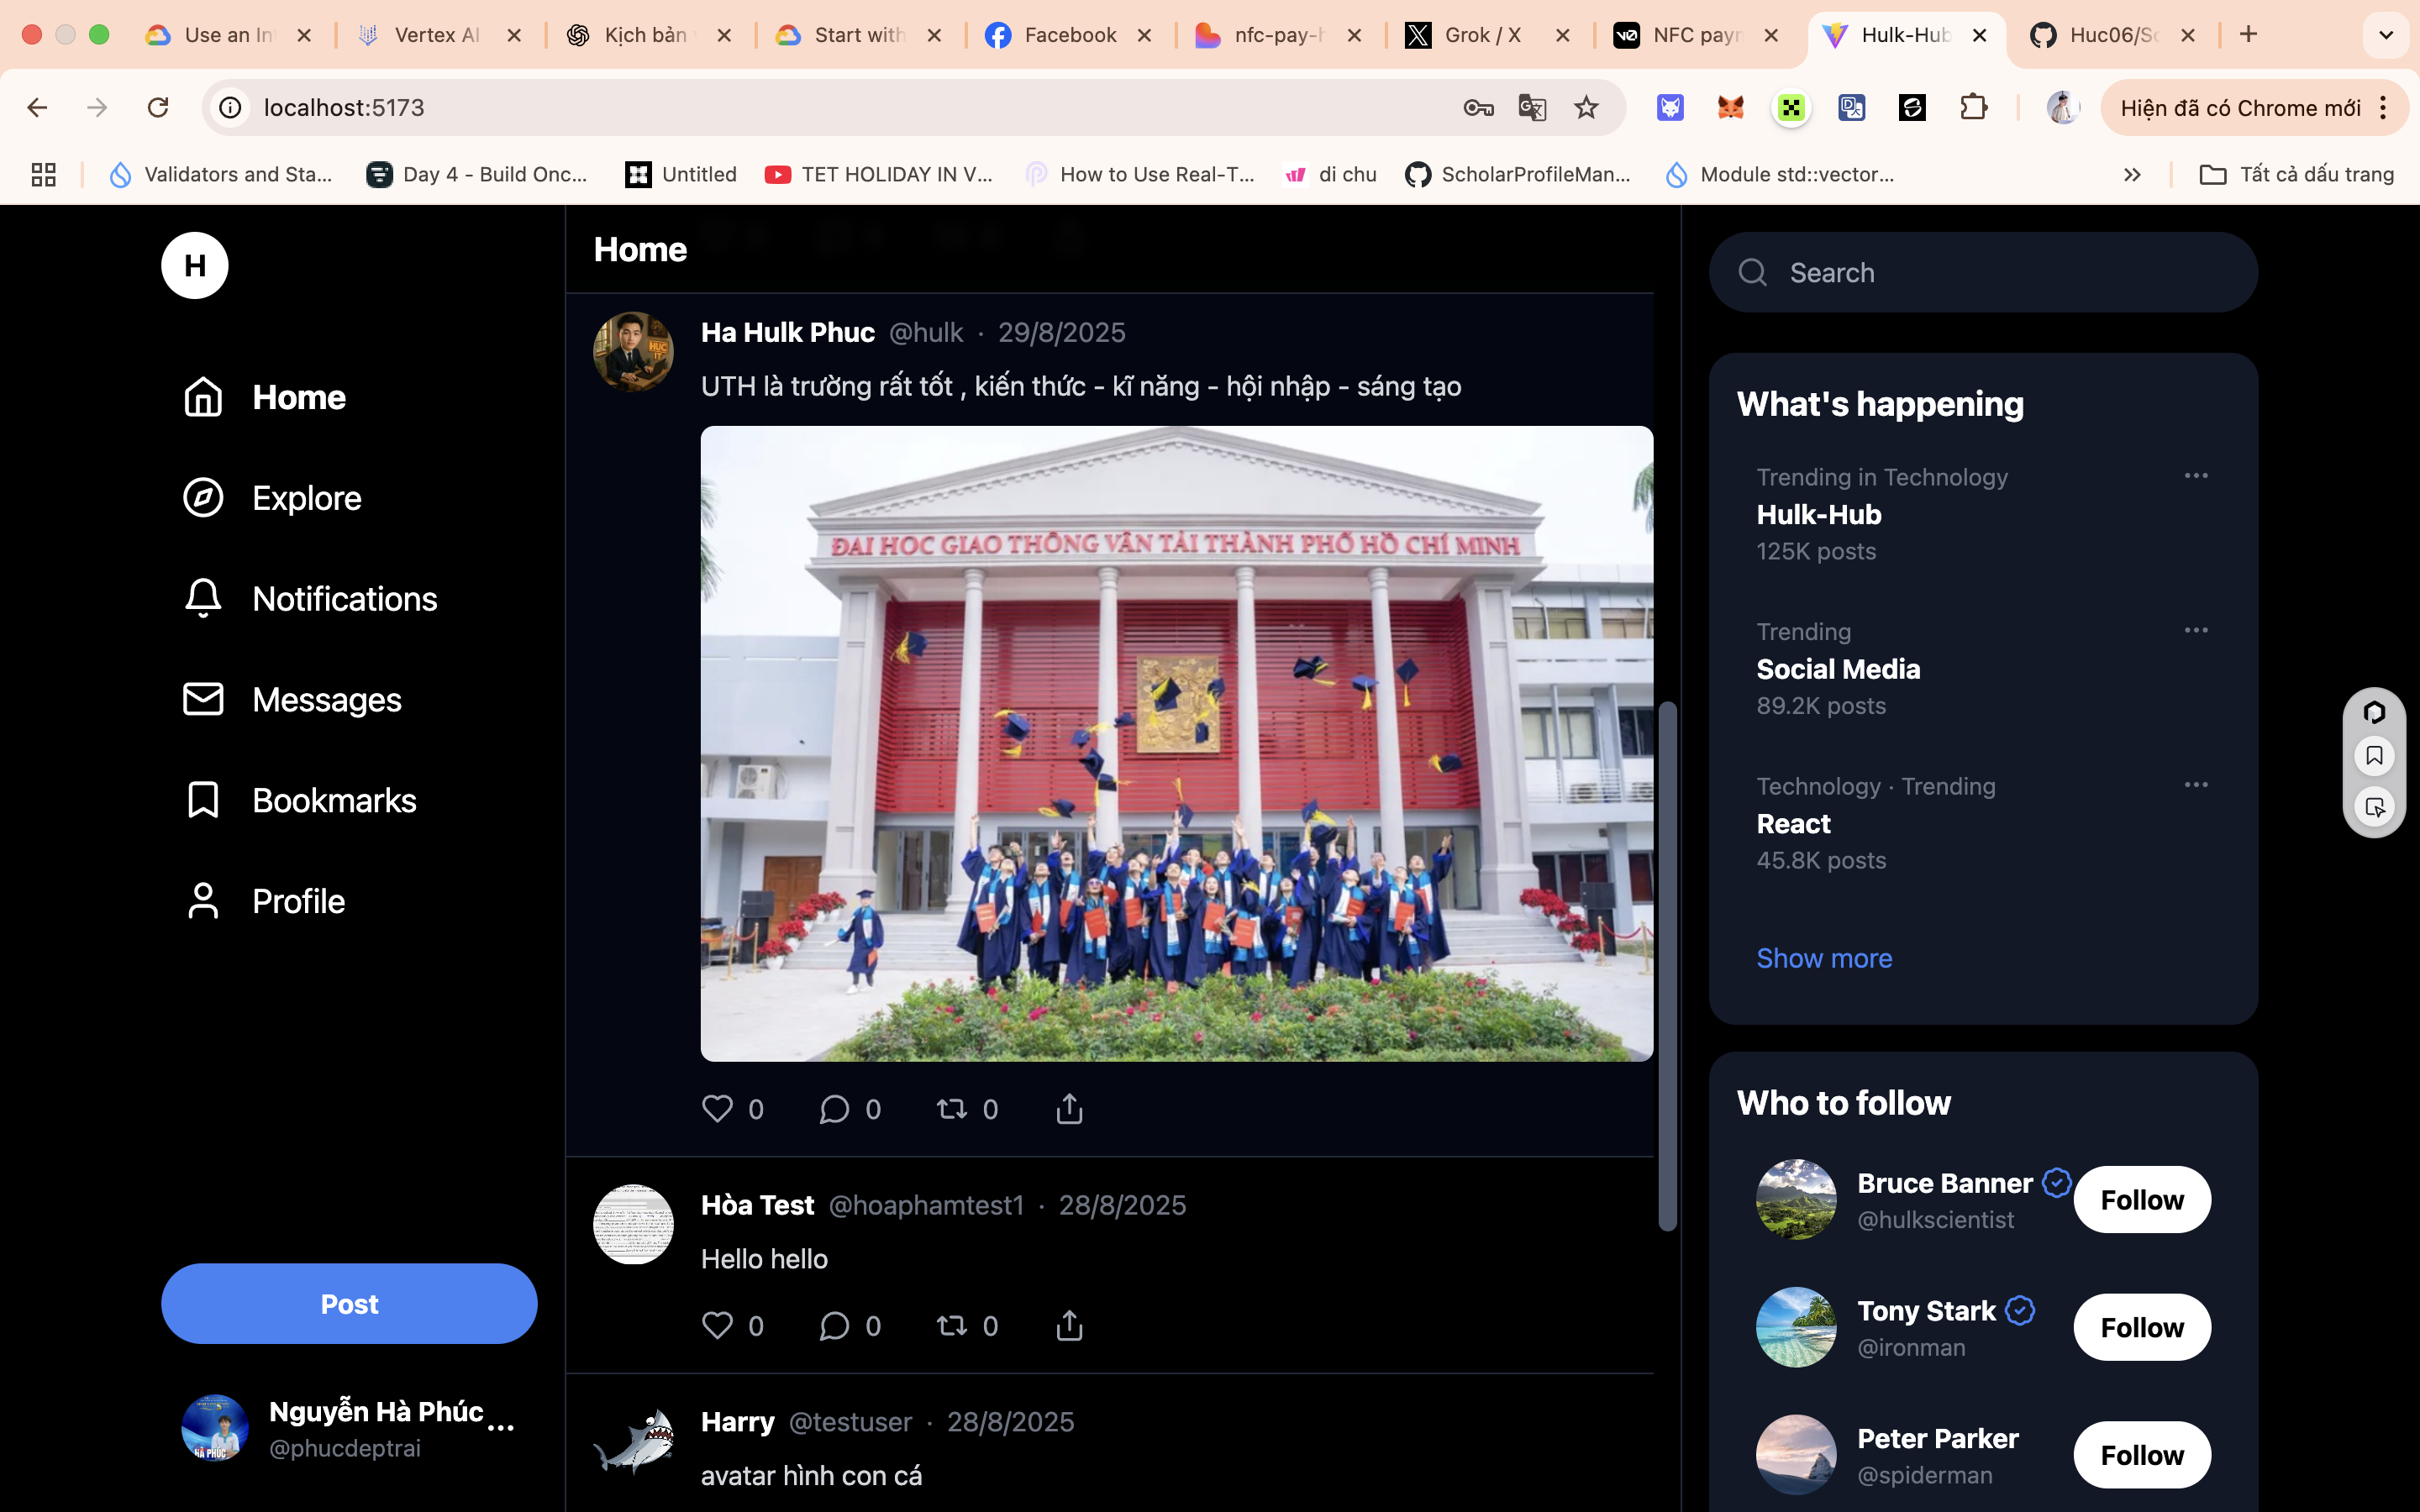 Use an In
Vertex AI
Kịch bản
Start with
Facebook
nfc-pay-h
Grok / X
NFC payr
Hulk-Hub
Huc06/Sc
localhost:5173
Hiện đã có Chrome mới
Validators and Sta...
Day 4 - Build Onc...
Untitled
TET HOLIDAY IN V...
How to Use Real-T...
di chu
ScholarProfileMan...
Module std::vector...
Tất cả dấu trang
H
Home
Explore
Notifications
Messages
Bookmarks
Profile
Post
Nguyễn Hà Phúc...
@phucdeptrai
Home
Ha Hulk Phuc @hulk · 29/8/2025
UTH là trường rất tốt , kiến thức - kĩ năng - hội nhập - sáng tạo
ĐẠI HỌC GIAO THÔNG VẬN TẢI THÀNH PHỐ HỒ CHÍ MINH
0 0 0
Hòa Test @hoaphamtest1 · 28/8/2025
Hello hello
0 0 0
Harry @testuser · 28/8/2025
avatar hình con cá
Search
What's happening
Trending in Technology
Hulk-Hub
125K posts
Trending
Social Media
89.2K posts
Technology · Trending
React
45.8K posts
Show more
Who to follow
Bruce Banner
@hulkscientist
Follow
Tony Stark
@ironman
Follow
Peter Parker
@spiderman
Follow